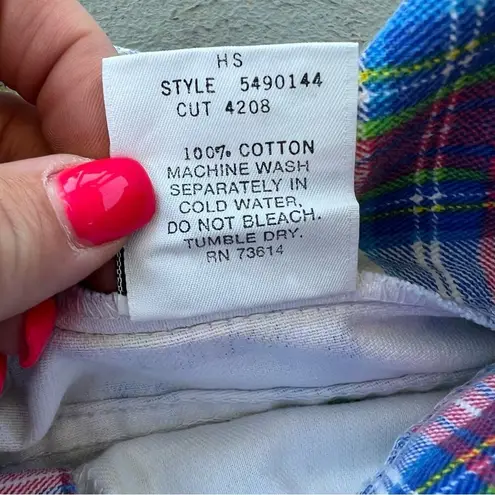 HS
STYLE 5490144
CUT 4208
100% COTTON
MACHINE WASH
SEPARATELY IN
COLD WATER.
DO NOT BLEACH.
TUMBLE DRY.
RN 73614